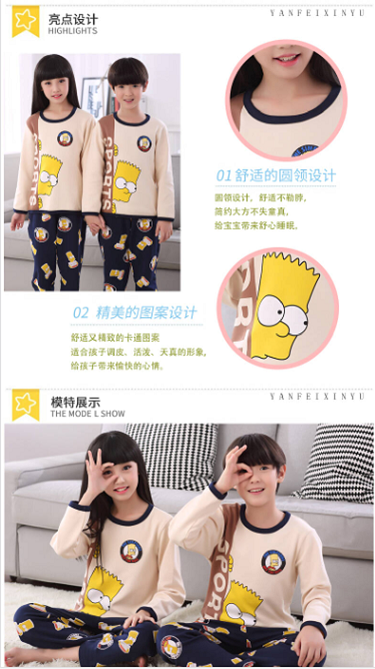 亮点设计
HIGHLIGHTS
YANFEIXINYU
SPORTS
SPORTS
01 舒适的圆领设计
圆领设计，舒适不勒脖，
简约大方不失童真，
给宝宝带来舒心睡眠。
02 精美的图案设计
舒适又精致的卡通图案
适合孩子调皮、活泼、天真的形象，
给孩子带来愉快的心情。
模特展示
THE MODE L SHOW
YANFEIXINYU
SPORTS